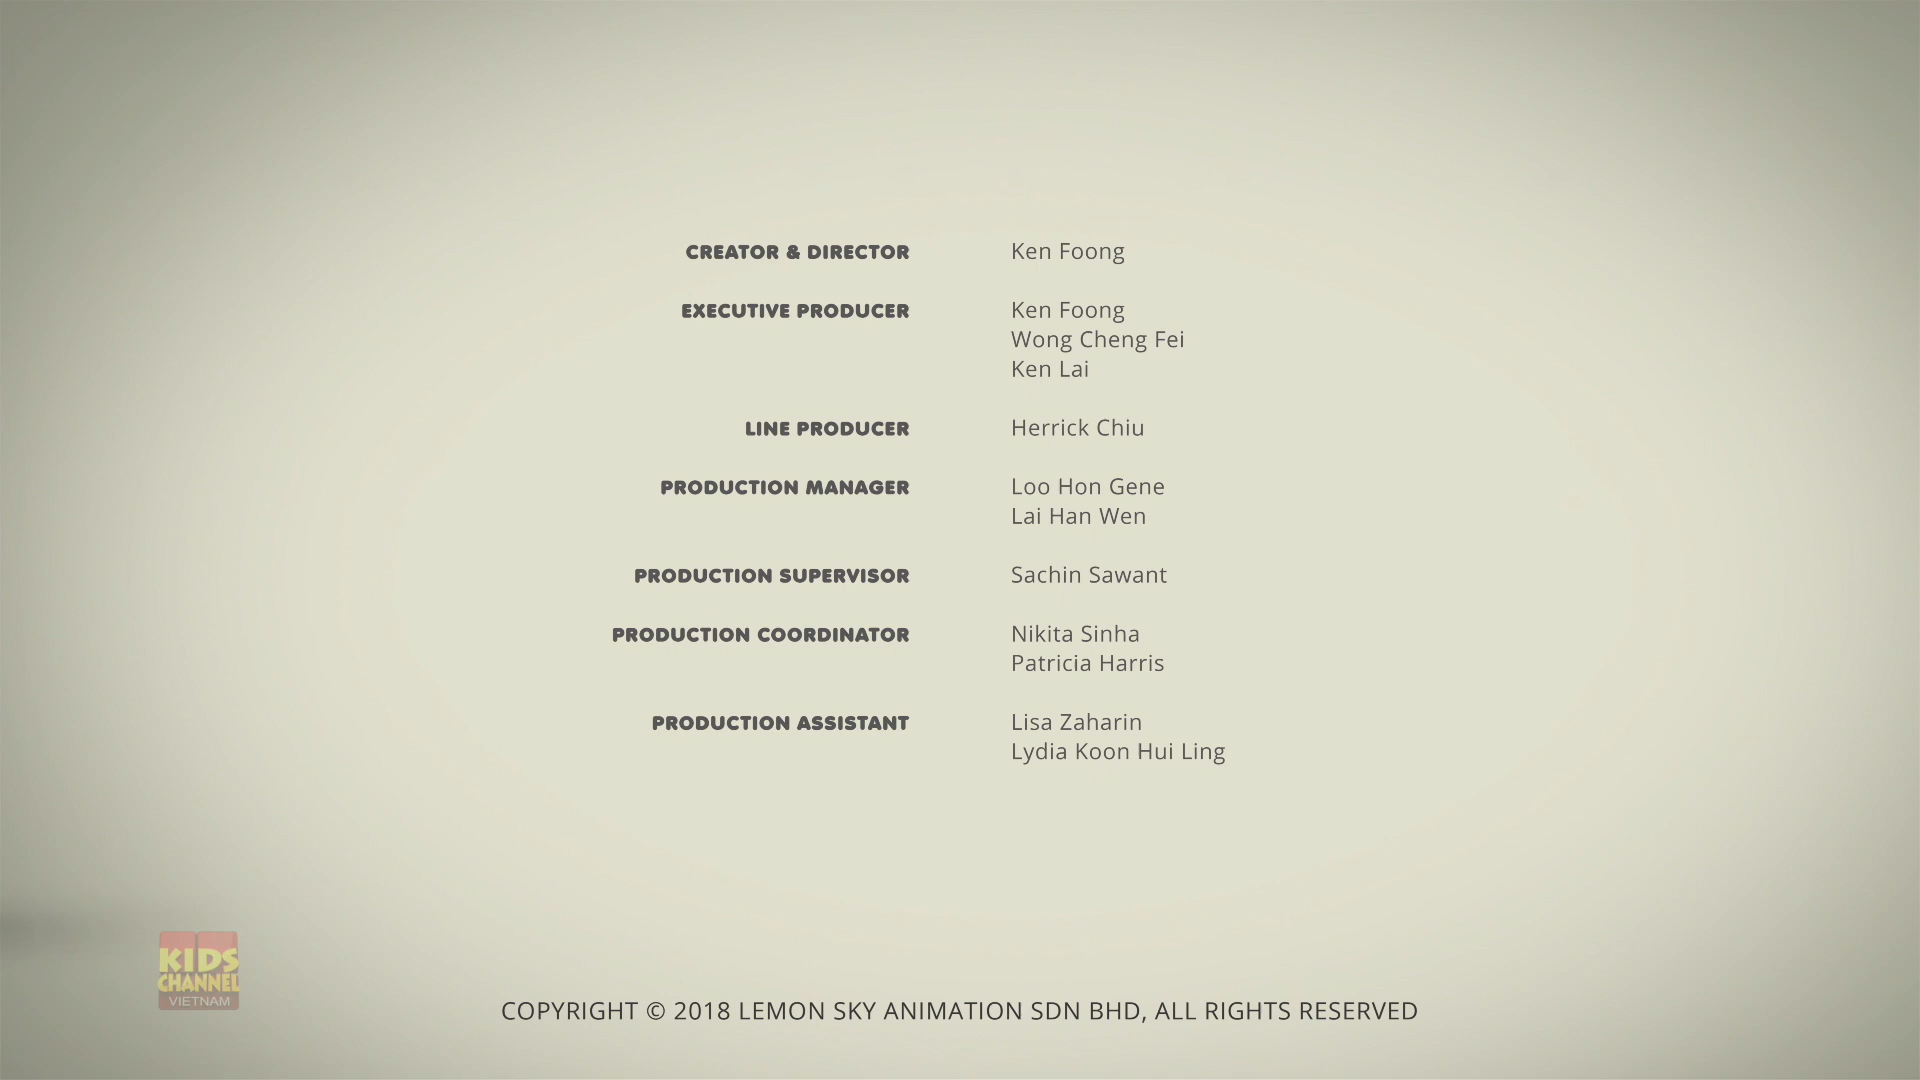 CREATOR & DIRECTOR Ken Foong
EXECUTIVE PRODUCER Ken Foong
Wong Cheng Fei
Ken Lai
LINE PRODUCER Herrick Chiu
PRODUCTION MANAGER Loo Hon Gene
Lai Han Wen
PRODUCTION SUPERVISOR Sachin Sawant
PRODUCTION COORDINATOR Nikita Sinha
Patricia Harris
PRODUCTION ASSISTANT Lisa Zaharin
Lydia Koon Hui Ling
KIDS
CHANNEL
VIETNAM
COPYRIGHT © 2018 LEMON SKY ANIMATION SDN BHD, ALL RIGHTS RESERVED